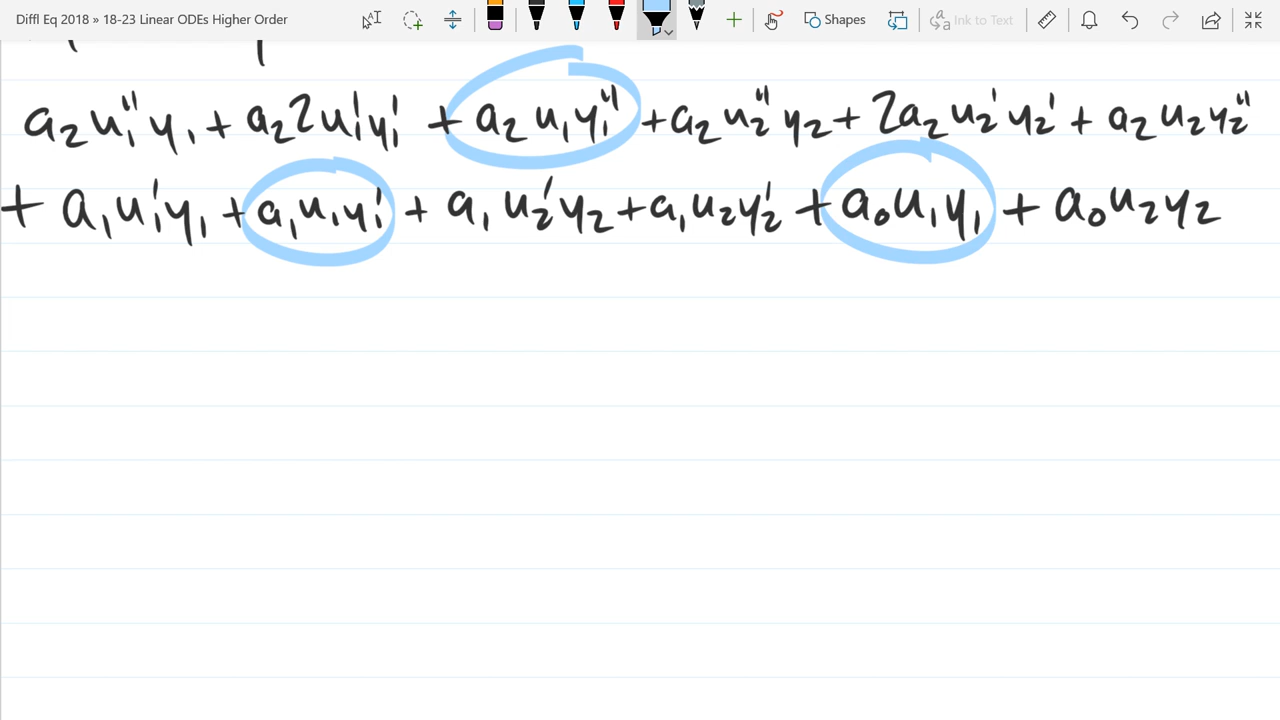 Diffl Eq 2018 » 18-23 Linear ODEs Higher Order
Shapes
Ink to Text
a₂u₁''y₁ + a₂2u₁'y₁' + a₂u₁y₁'' + a₂u₂''y₂ + 2a₂u₂'y₂' + a₂u₂y₂''
+ a₁u₁'y₁ + a₁u₁y₁' + a₁u₂'y₂ + a₁u₂y₂' + a₀u₁y₁ + a₀u₂y₂